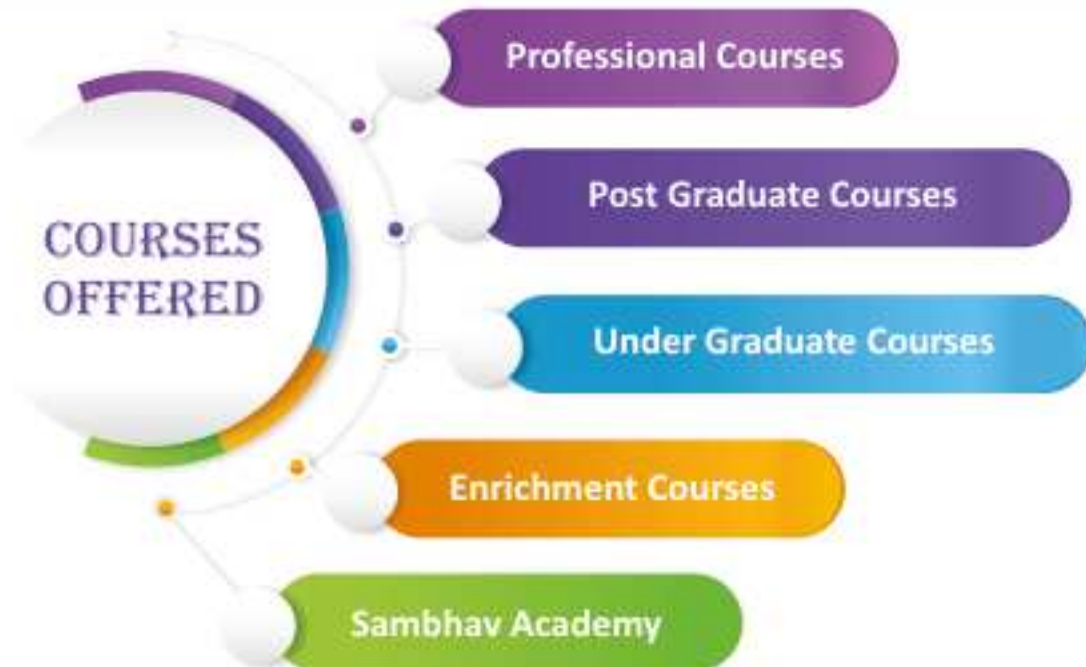 COURSES
OFFERED
Professional Courses
Post Graduate Courses
Under Graduate Courses
Enrichment Courses
Sambhav Academy